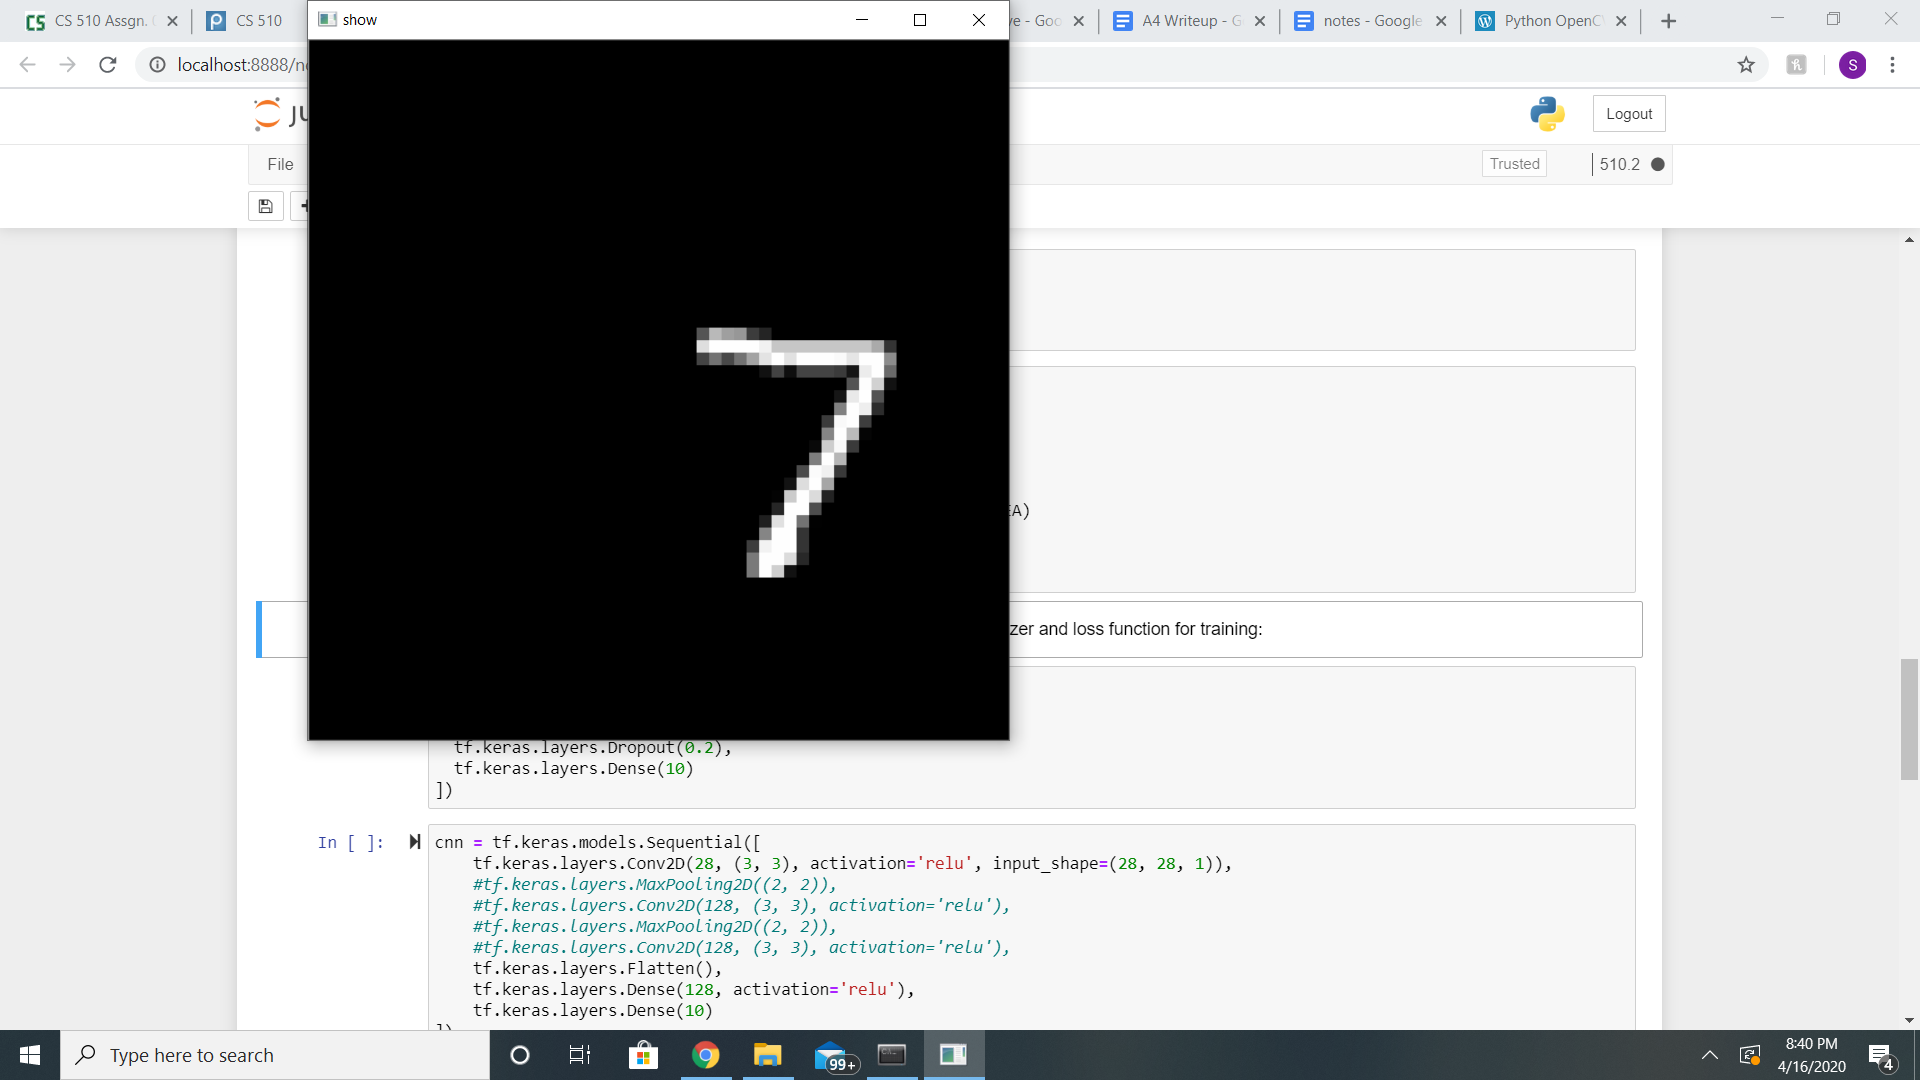 CS 510 Assgn.
CS 510
ve - Goo
A4 Writeup - G
notes - Google
Python OpenC
show
localhost:8888/n
S
Logout
File
Trusted
510.2
7
EA)
zer and loss function for training:
tf.keras.layers.Dropout(0.2),
tf.keras.layers.Dense(10)
])
In [ ]:
cnn = tf.keras.models.Sequential([
tf.keras.layers.Conv2D(28, (3, 3), activation='relu', input_shape=(28, 28, 1)),
#tf.keras.layers.MaxPooling2D((2, 2)),
#tf.keras.layers.Conv2D(128, (3, 3), activation='relu'),
#tf.keras.layers.MaxPooling2D((2, 2)),
#tf.keras.layers.Conv2D(128, (3, 3), activation='relu'),
tf.keras.layers.Flatten(),
tf.keras.layers.Dense(128, activation='relu'),
tf.keras.layers.Dense(10)
])
Type here to search
99+
8:40 PM
4/16/2020
4